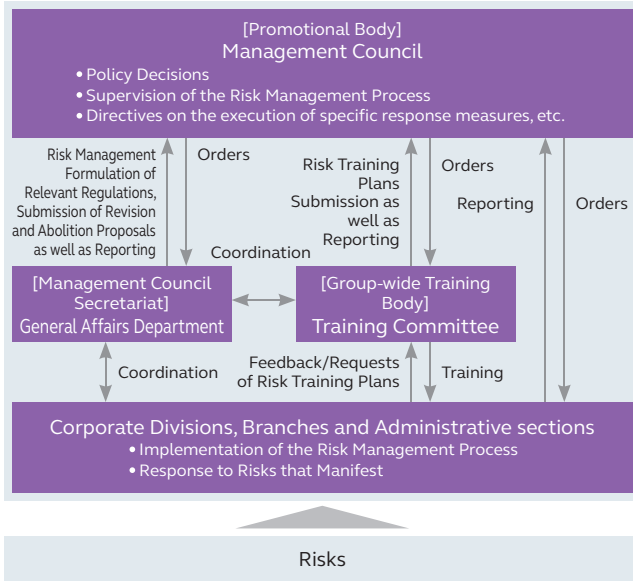 [Promotional Body]
Management Council
• Policy Decisions
• Supervision of the Risk Management Process
• Directives on the execution of specific response measures, etc.
Risk Management
Formulation of
Relevant Regulations,
Submission of Revision
and Abolition Proposals
as well as Reporting
Orders
Risk Training
Plans
Submission as
well as
Reporting
Orders
Reporting
Orders
Coordination
[Management Council
Secretariat]
General Affairs Department
[Group-wide Training
Body]
Training Committee
Coordination
Feedback/Requests
of Risk Training Plans
Training
Corporate Divisions, Branches and Administrative sections
• Implementation of the Risk Management Process
• Response to Risks that Manifest
Risks